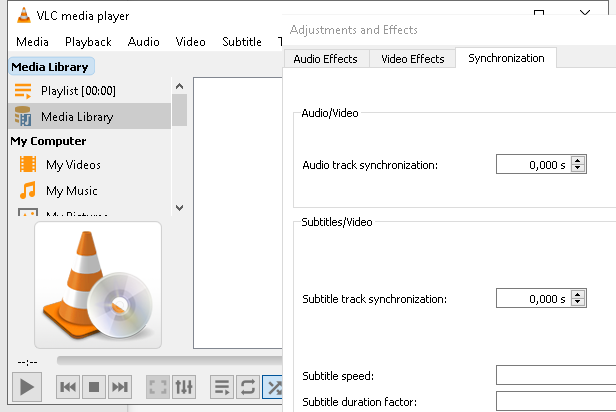 VLC media player
Media Playback Audio Video Subtitle
Adjustments and Effects
Audio Effects Video Effects Synchronization
Media Library
Playlist [00:00]
Media Library
My Computer
My Videos
My Music
My Pictures
Audio/Video
Audio track synchronization: 0,000 s
Subtitles/Video
Subtitle track synchronization: 0,000 s
Subtitle speed:
Subtitle duration factor:
--:--